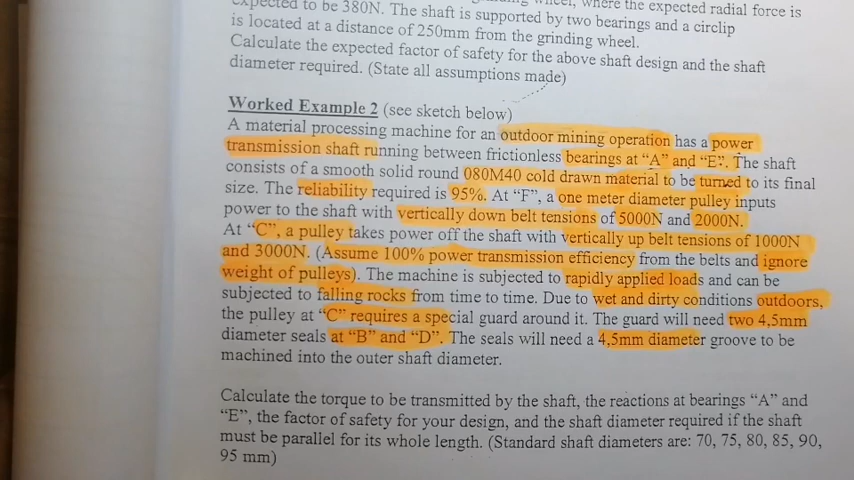 wheel, where the expected radial force is
expected to be 380N. The shaft is supported by two bearings and a circlip
is located at a distance of 250mm from the grinding wheel.
Calculate the expected factor of safety for the above shaft design and the shaft
diameter required. (State all assumptions made)
Worked Example 2 (see sketch below)
A material processing machine for an outdoor mining operation has a power
transmission shaft running between frictionless bearings at “A” and “E”. The shaft
consists of a smooth solid round 080M40 cold drawn material to be turned to its final
size. The reliability required is 95%. At “F”, a one meter diameter pulley inputs
power to the shaft with vertically down belt tensions of 5000N and 2000N.
At “C”, a pulley takes power off the shaft with vertically up belt tensions of 1000N
and 3000N. (Assume 100% power transmission efficiency from the belts and ignore
weight of pulleys). The machine is subjected to rapidly applied loads and can be
subjected to falling rocks from time to time. Due to wet and dirty conditions outdoors,
the pulley at “C” requires a special guard around it. The guard will need two 4,5mm
diameter seals at “B” and “D”. The seals will need a 4,5mm diameter groove to be
machined into the outer shaft diameter.
Calculate the torque to be transmitted by the shaft, the reactions at bearings “A” and
“E”, the factor of safety for your design, and the shaft diameter required if the shaft
must be parallel for its whole length. (Standard shaft diameters are: 70, 75, 80, 85, 90,
95 mm)